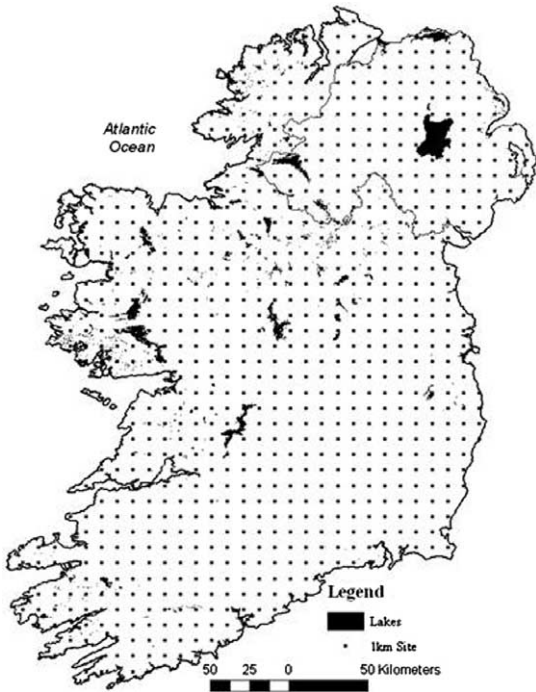 Atlantic
Ocean
Legend
Lakes
1km Site
50 25 0 50 Kilometers